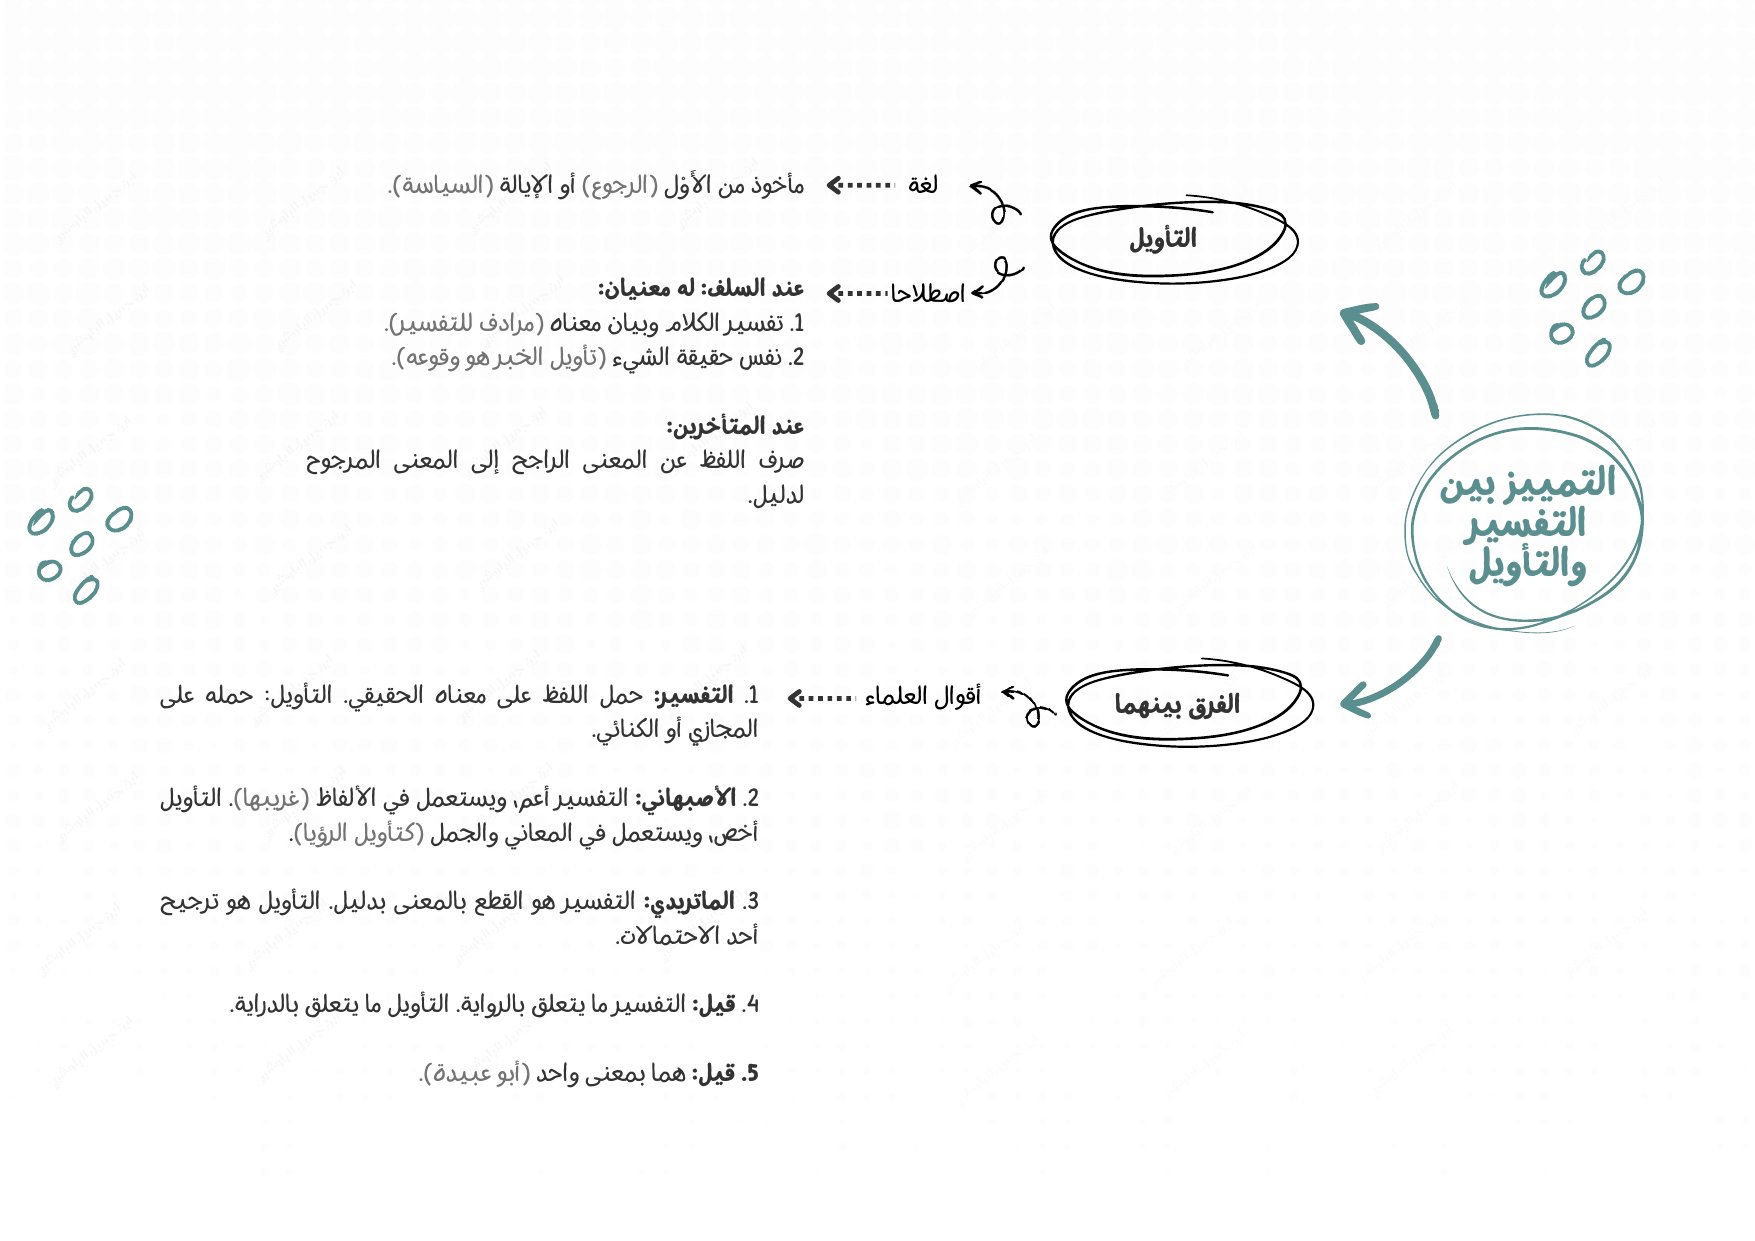 التمييز بين
التفسير
والتأويل
التأويل
لغة
مأخوذ من الأَوْل (الرجوع) أو الإيالة (السياسة).
اصطلاحا
عند السلف: له معنيان:
1. تفسير الكلام وبيان معناه (مرادف للتفسير).
2. نفس حقيقة الشيء (تأويل الخبر هو وقوعه).
عند المتأخرين:
صرف اللفظ عن المعنى الراجح إلى المعنى المرجوح
لدليل.
الفرق بينهما
أقوال العلماء
1. التفسير: حمل اللفظ على معناه الحقيقي. التأويل: حمله على
المجازي أو الكنائي.
2. الأصبهاني: التفسير أعم، ويستعمل في الألفاظ (غريبها). التأويل
أخص، ويستعمل في المعاني والجمل (كتأويل الرؤيا).
3. الماتريدي: التفسير هو القطع بالمعنى بدليل. التأويل هو ترجيح
أحد الاحتمالات.
4. قيل: التفسير ما يتعلق بالرواية. التأويل ما يتعلق بالدراية.
5. قيل: هما بمعنى واحد (أبو عبيدة).